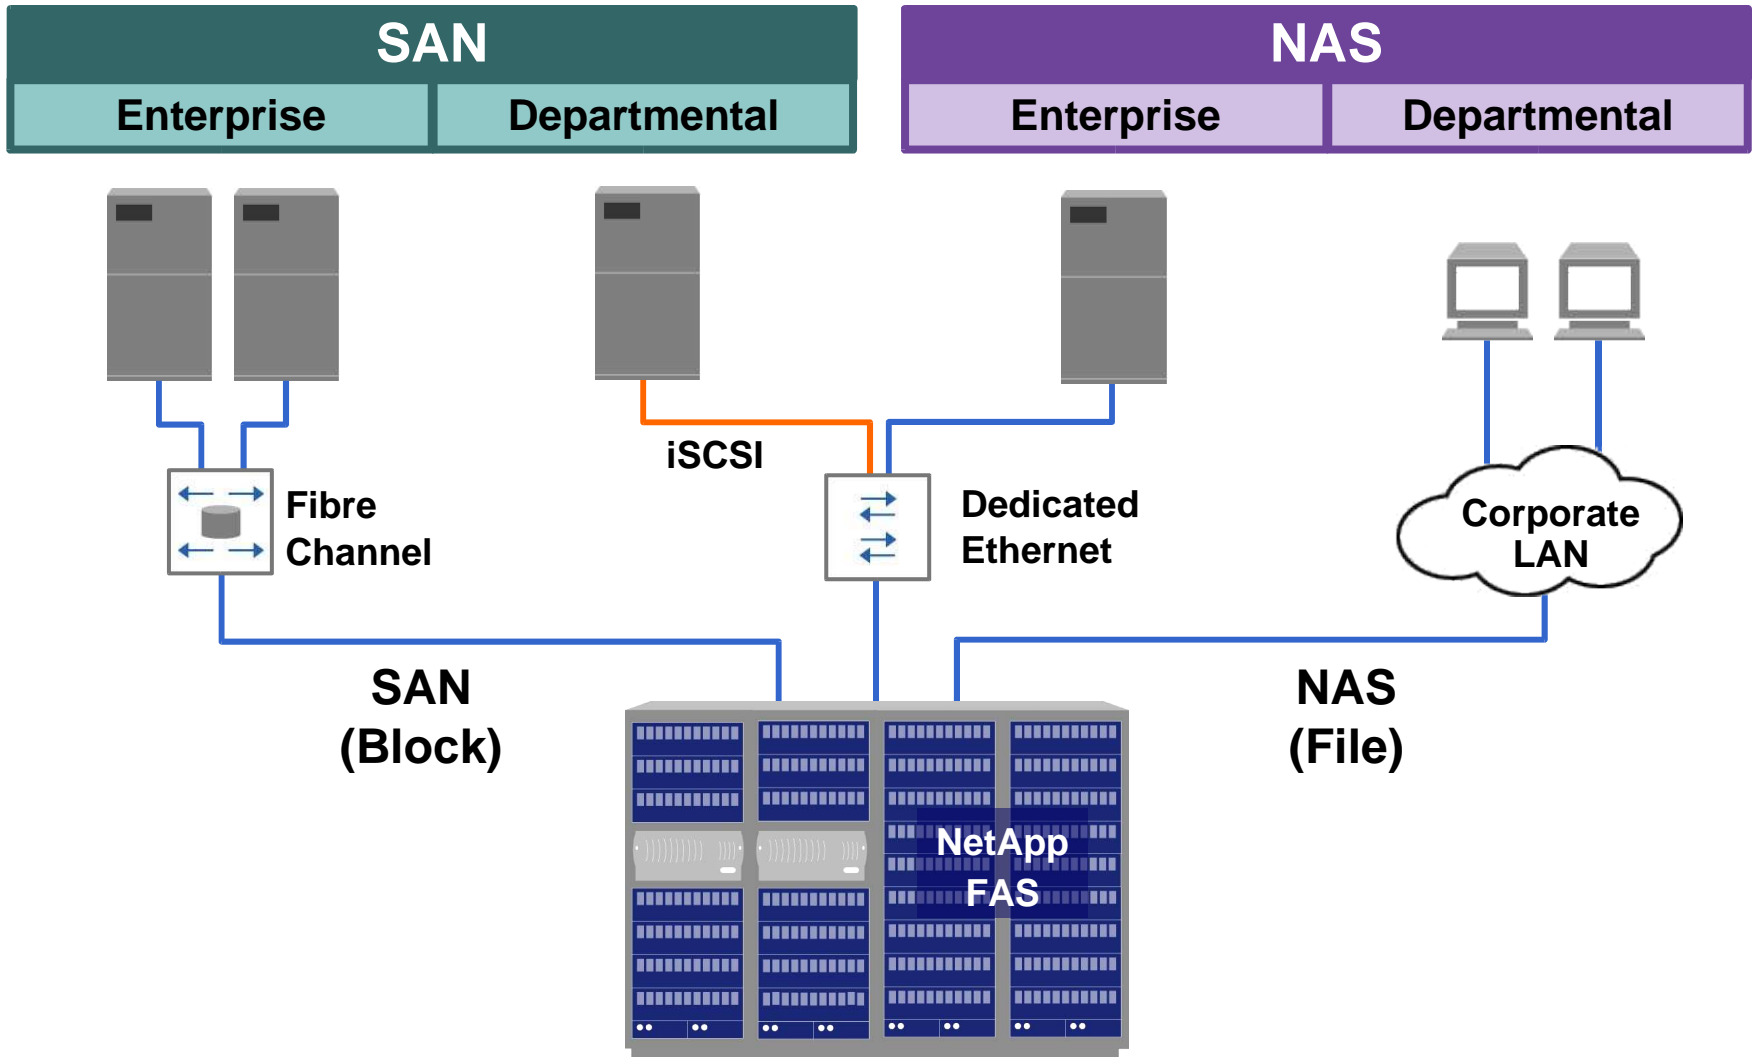 SAN
NAS
Enterprise
Departmental
Enterprise
Departmental
iSCSI
Fibre
Channel
Dedicated
Ethernet
Corporate
LAN
SAN
(Block)
NAS
(File)
NetApp
FAS